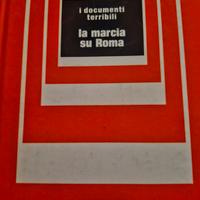 i documenti
terribili
la marcia
su Roma